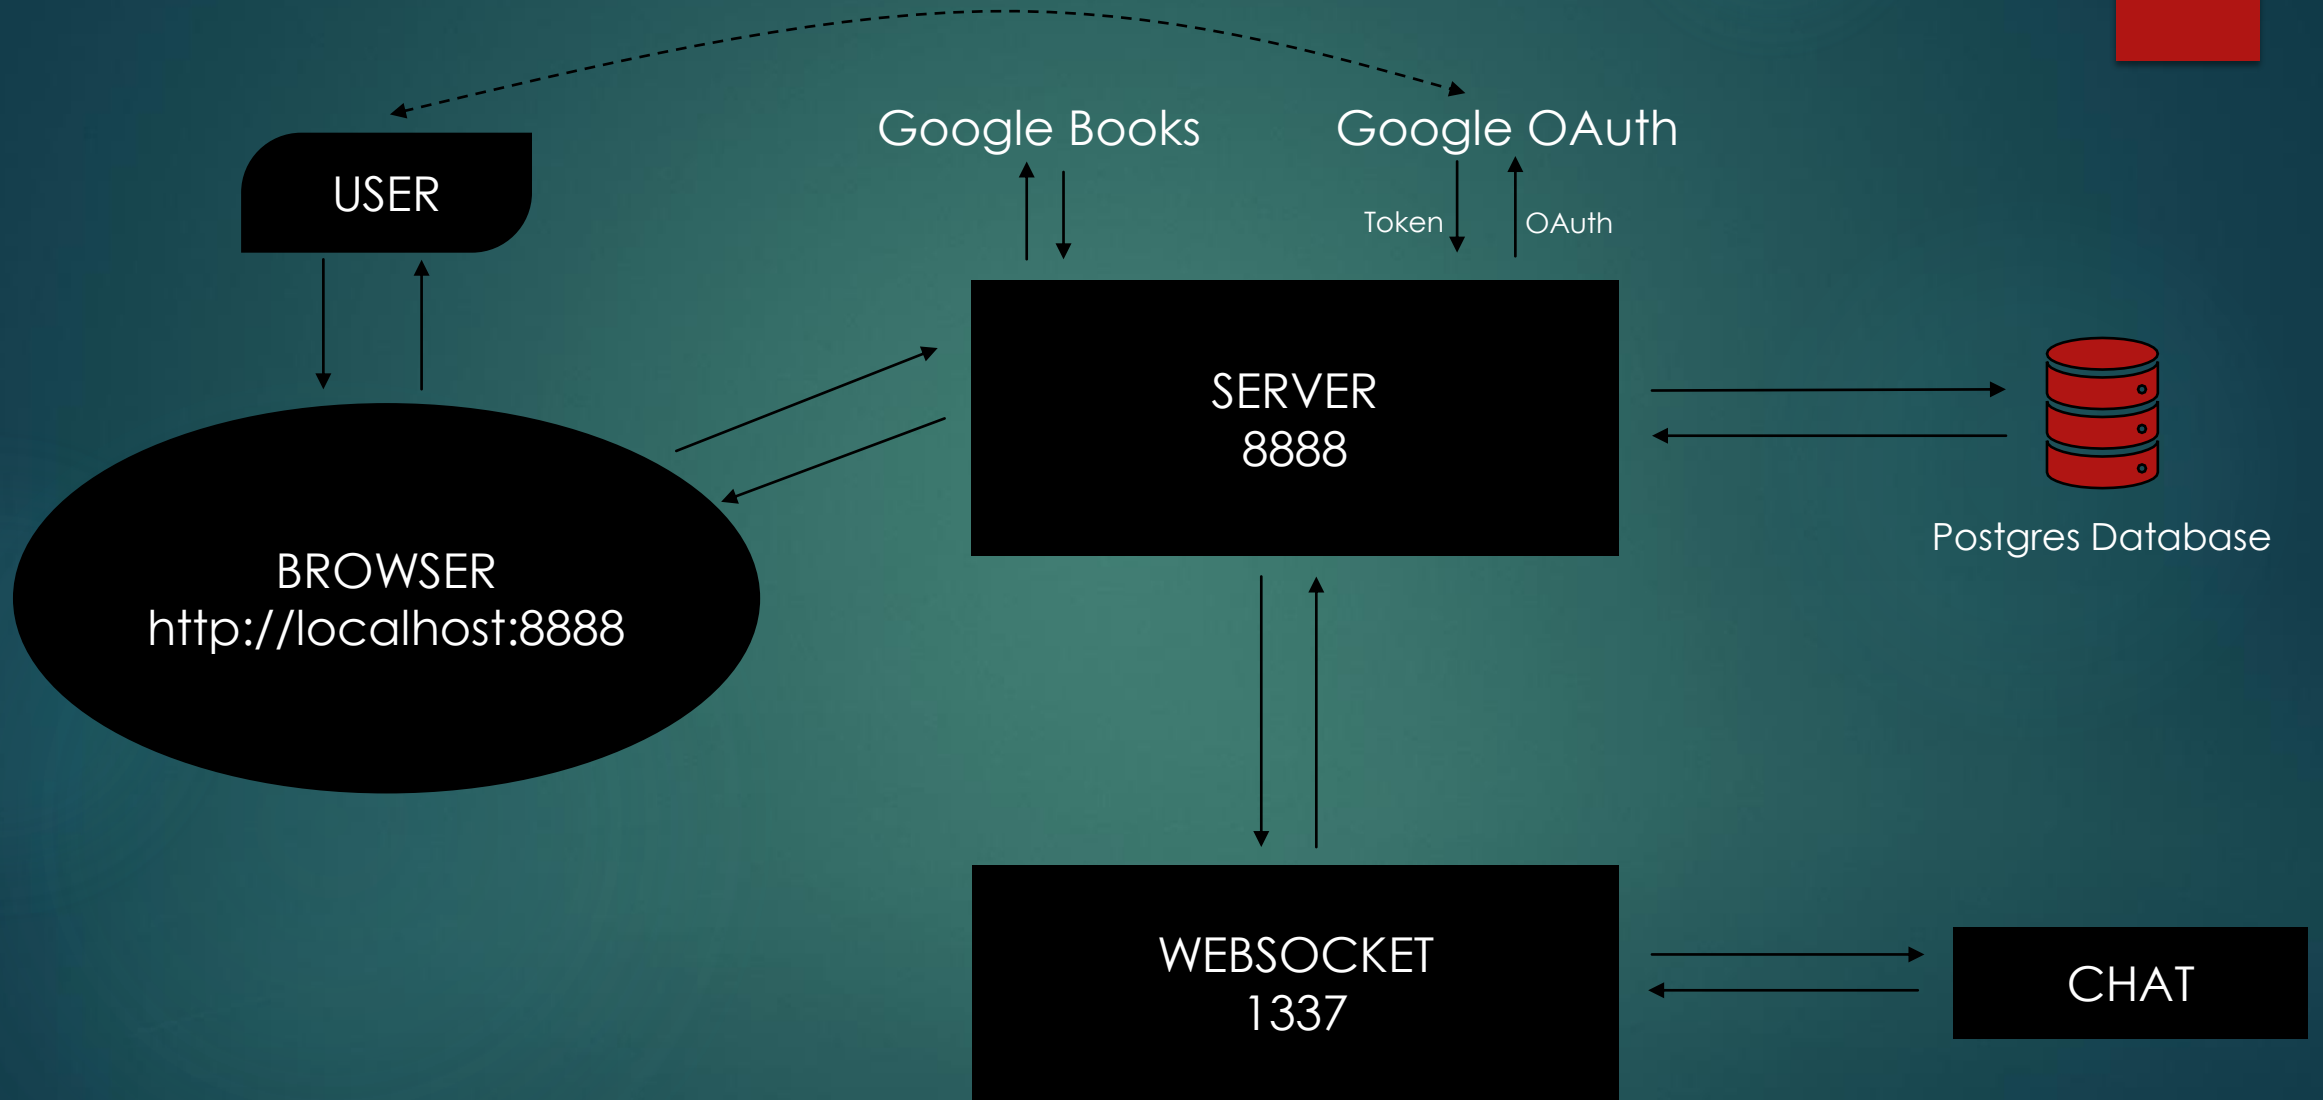 Google Books
Google OAuth
USER
Token
OAuth
SERVER
8888
Postgres Database
BROWSER
http://localhost:8888
WEBSOCKET
1337
CHAT